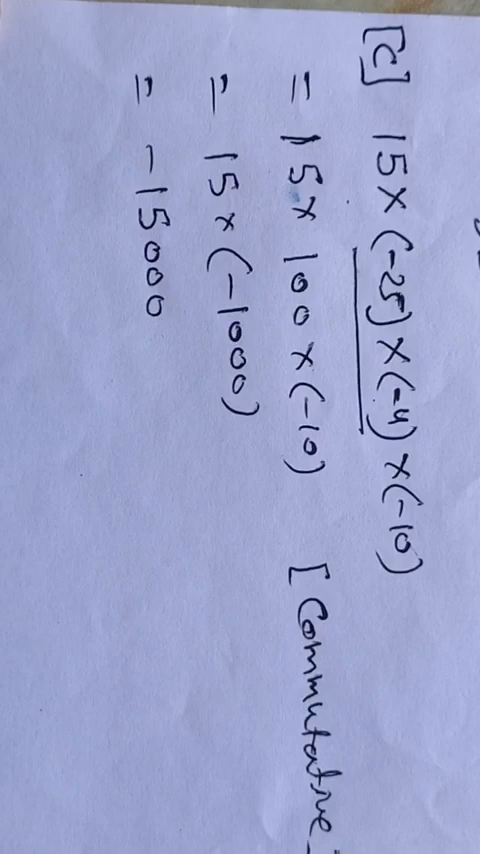 [C] 15 × (-25) × (-4) × (-10)
= 15 × 100 × (-10) [Commutative
= 15 × (-1000)
= -15000